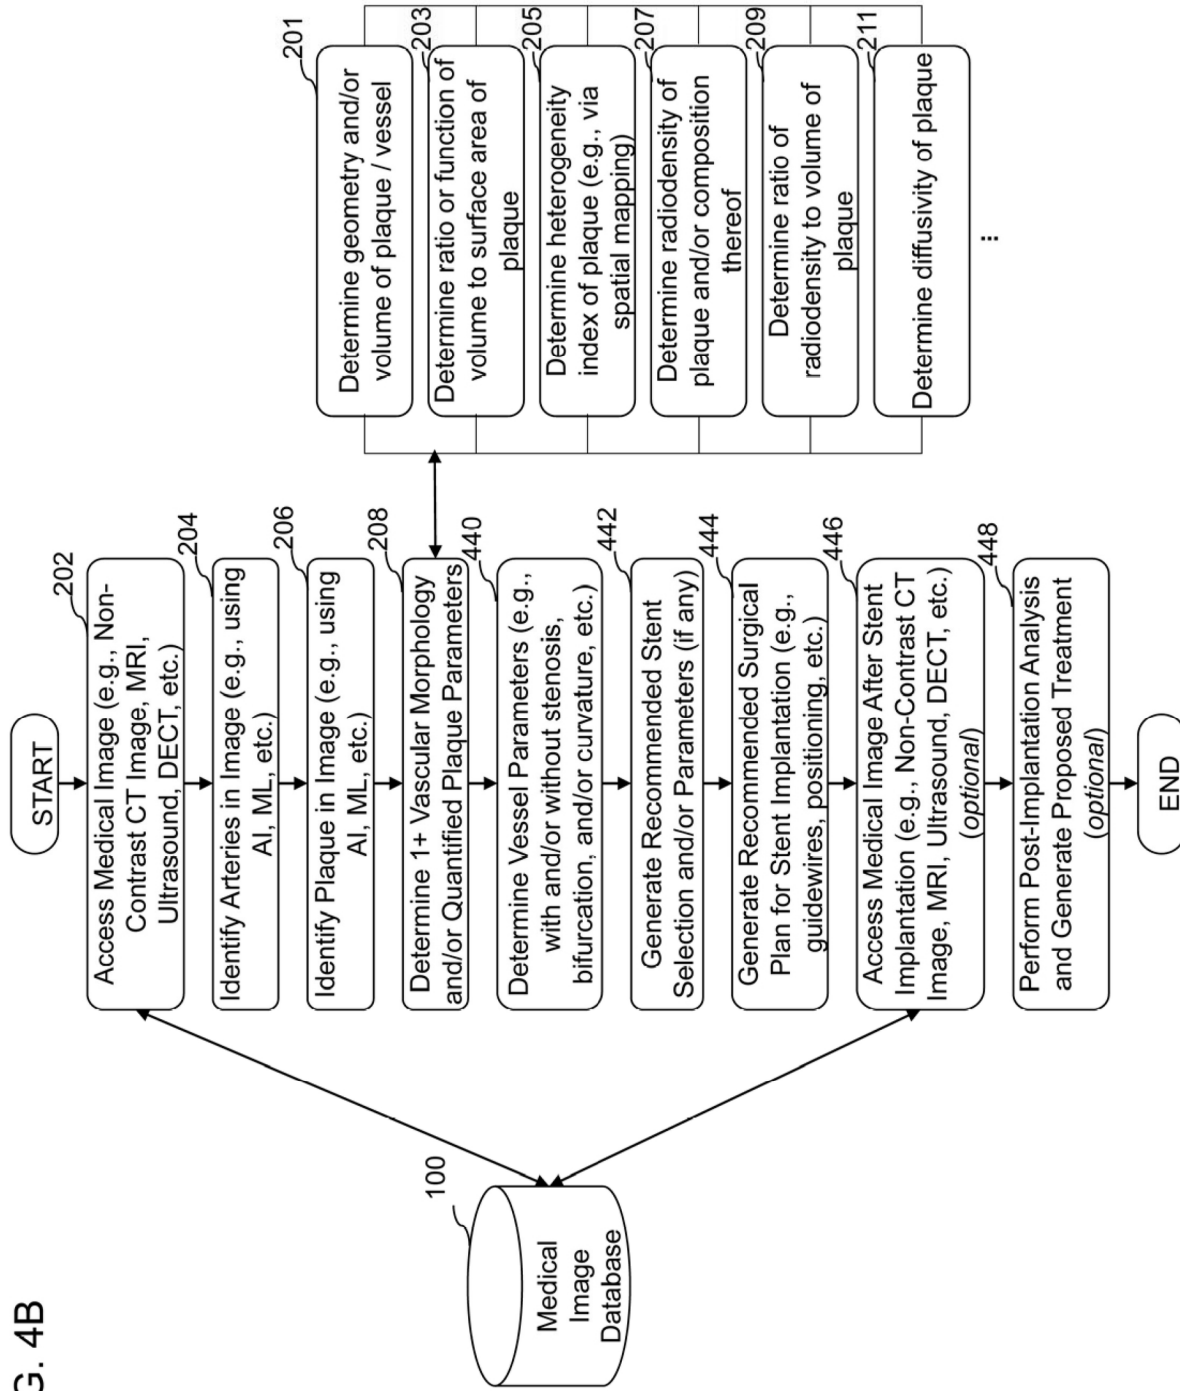 START
202
Access Medical Image (e.g., Non-
Contrast CT Image, MRI,
Ultrasound, DECT, etc.)
204
Identify Arteries in Image (e.g., using
AI, ML, etc.)
206
Identify Plaque in Image (e.g., using
AI, ML, etc.)
208
Determine 1+ Vascular Morphology
and/or Quantified Plaque Parameters
440
Determine Vessel Parameters (e.g.,
with and/or without stenosis,
bifurcation, and/or curvature, etc.)
442
Generate Recommended Stent
Selection and/or Parameters (if any)
444
Generate Recommended Surgical
Plan for Stent Implantation (e.g.,
guidewires, positioning, etc.)
446
Access Medical Image After Stent
Implantation (e.g., Non-Contrast CT
Image, MRI, Ultrasound, DECT, etc.)
(optional)
448
Perform Post-Implantation Analysis
and Generate Proposed Treatment
(optional)
END
201
Determine geometry and/or
volume of plaque / vessel
203
Determine ratio or function of
volume to surface area of
plaque
205
Determine heterogeneity
index of plaque (e.g., via
spatial mapping)
207
Determine radiodensity of
plaque and/or composition
thereof
209
Determine ratio of
radiodensity to volume of
plaque
211
Determine diffusivity of plaque
...
100
Medical
Image
Database
G. 4B